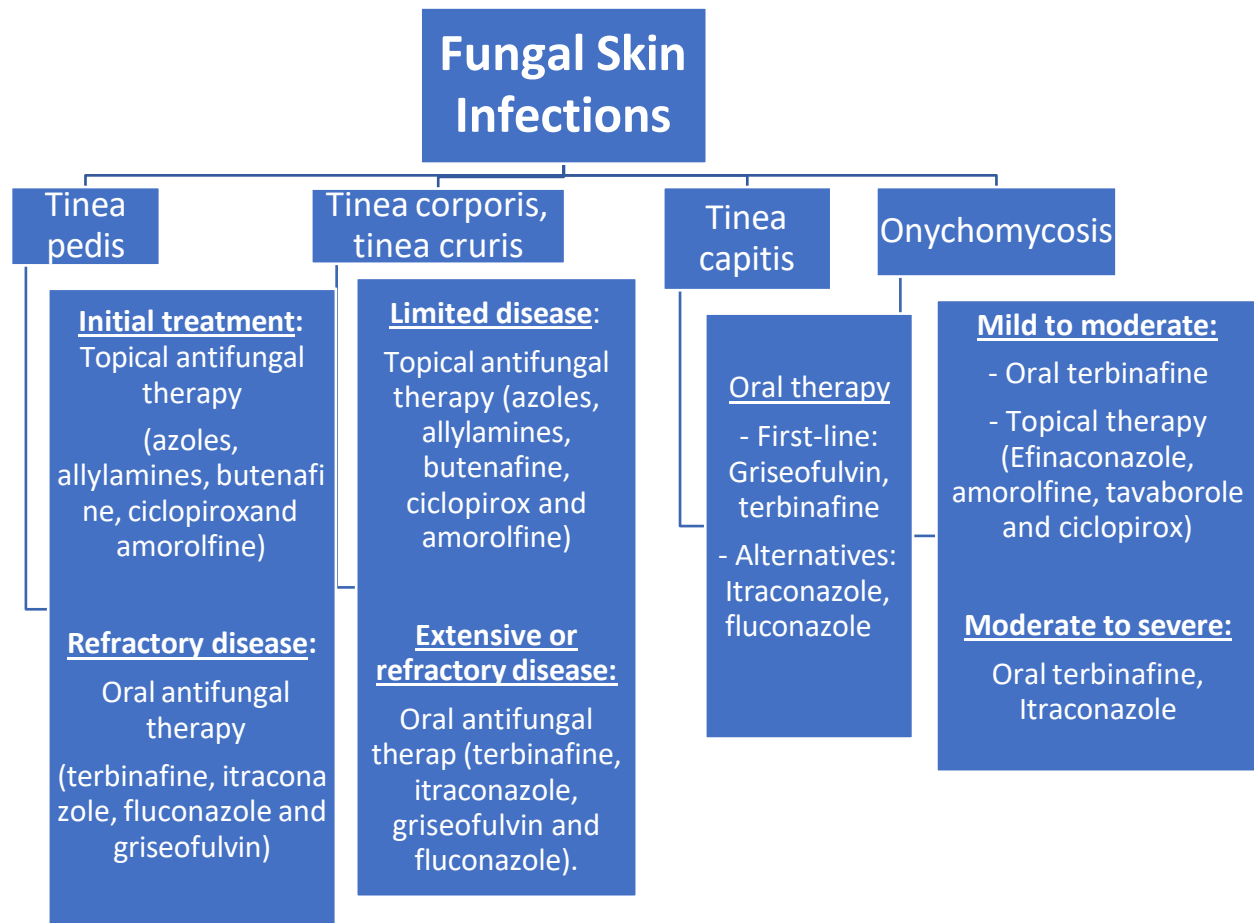 Fungal Skin
Infections
Tinea
pedis
Initial treatment:
Topical antifungal
therapy
(azoles,
allylamines, butenafi
ne, ciclopiroxand
amorolfine)
Refractory disease:
Oral antifungal
therapy
(terbinafine, itracona
zole, fluconazole and
griseofulvin)
Tinea corporis,
tinea cruris
Limited disease:
Topical antifungal
therapy (azoles,
allylamines,
butenafine,
ciclopirox and
amorolfine)
Extensive or
refractory disease:
Oral antifungal
therap (terbinafine,
itraconazole,
griseofulvin and
fluconazole).
Tinea
capitis
Oral therapy
- First-line:
Griseofulvin,
terbinafine
- Alternatives:
Itraconazole,
fluconazole
Onychomycosis
Mild to moderate:
- Oral terbinafine
- Topical therapy
(Efinaconazole,
amorolfine, tavaborole
and ciclopirox)
Moderate to severe:
Oral terbinafine,
Itraconazole